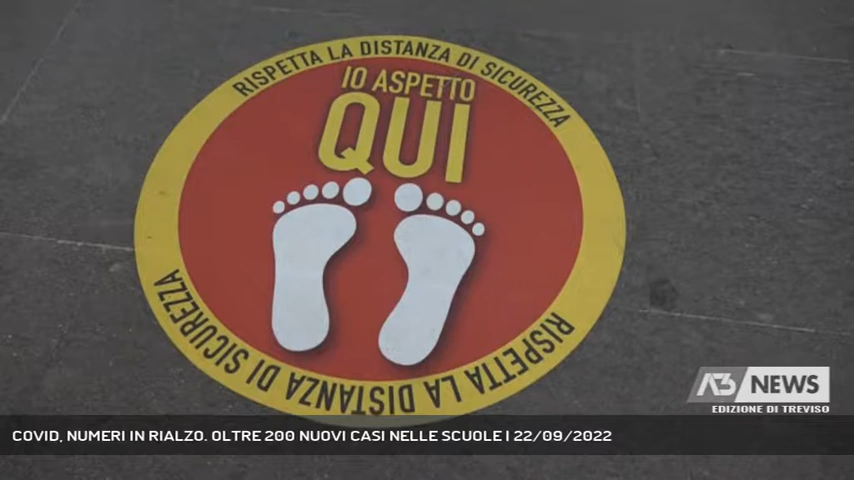 RISPETTA LA DISTANZA DI SICUREZZA
IO ASPETTO
QUI
RISPETTA LA DISTANZA DI SICUREZZA
A3 NEWS
EDIZIONE DI TREVISO
COVID, NUMERI IN RIALZO. OLTRE 200 NUOVI CASI NELLE SCUOLE | 22/09/2022